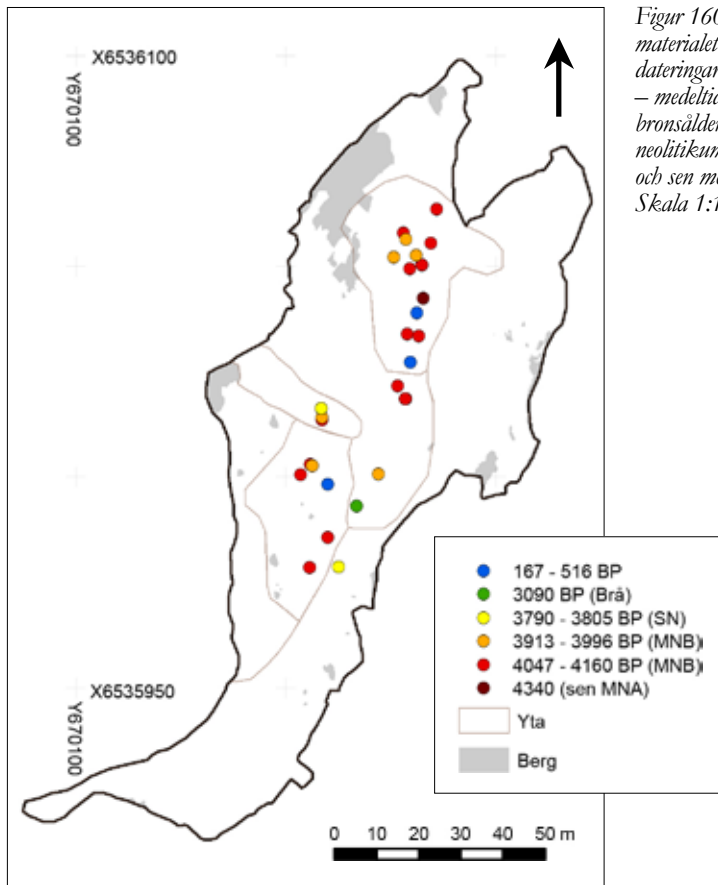 Figur 160
materialet
dateringar
– medeltid
bronsålder
neolitikum
och sen m
Skala 1:1
X6536100
Y670100
167 - 516 BP
3090 BP (Brå)
3790 - 3805 BP (SN)
3913 - 3996 BP (MNB)
4047 - 4160 BP (MNB)
4340 (sen MNA)
Yta
Berg
X6535950
Y670100
0 10 20 30 40 50 m